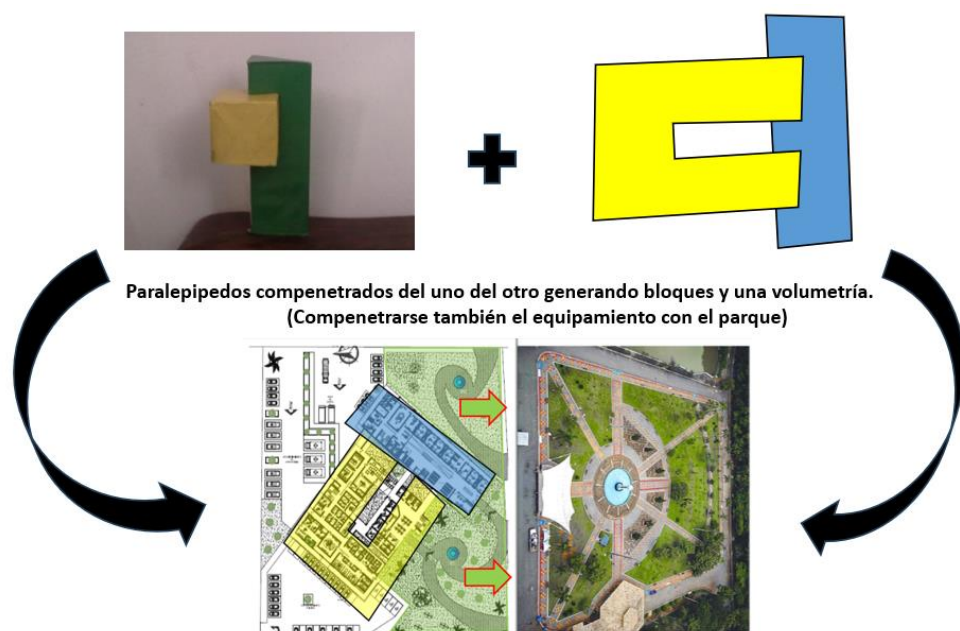 Paralepipedos compenetrados del uno del otro generando bloques y una volumetría.
(Compenetrarse también el equipamiento con el parque)